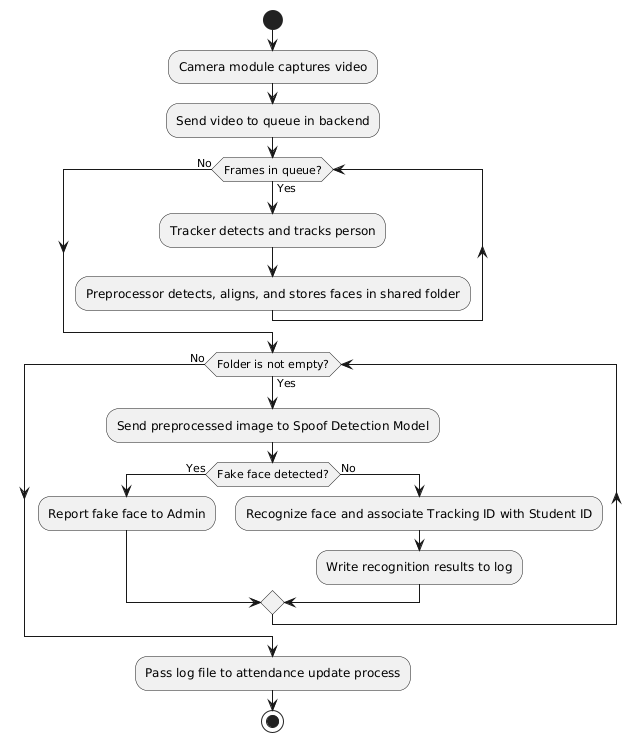 Camera module captures video
Send video to queue in backend
No
Frames in queue?
Yes
Tracker detects and tracks person
Preprocessor detects, aligns, and stores faces in shared folder
No
Folder is not empty?
Yes
Send preprocessed image to Spoof Detection Model
Yes
Fake face detected?
No
Report fake face to Admin
Recognize face and associate Tracking ID with Student ID
Write recognition results to log
Pass log file to attendance update process